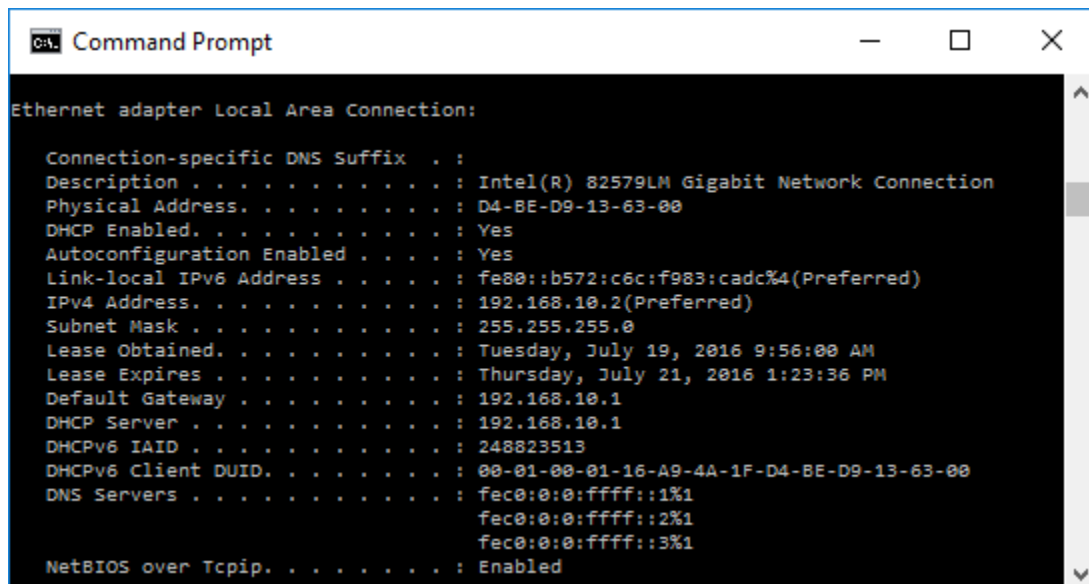 Command Prompt
Ethernet adapter Local Area Connection:
Connection-specific DNS Suffix . :
Description . . . . . . . . . . . : Intel(R) 82579LM Gigabit Network Connection
Physical Address. . . . . . . . . : D4-BE-D9-13-63-00
DHCP Enabled. . . . . . . . . . . : Yes
Autoconfiguration Enabled . . . . : Yes
Link-local IPv6 Address . . . . . : fe80::b572:c6c:f983:cadc%4(Preferred)
IPv4 Address. . . . . . . . . . . : 192.168.10.2(Preferred)
Subnet Mask . . . . . . . . . . . : 255.255.255.0
Lease Obtained. . . . . . . . . . : Tuesday, July 19, 2016 9:56:00 AM
Lease Expires . . . . . . . . . . : Thursday, July 21, 2016 1:23:36 PM
Default Gateway . . . . . . . . . : 192.168.10.1
DHCP Server . . . . . . . . . . . : 192.168.10.1
DHCPv6 IAID . . . . . . . . . . . : 248823513
DHCPv6 Client DUID. . . . . . . . : 00-01-00-01-16-A9-4A-1F-D4-BE-D9-13-63-00
DNS Servers . . . . . . . . . . . : fec0:0:0:ffff::1%1
fec0:0:0:ffff::2%1
fec0:0:0:ffff::3%1
NetBIOS over Tcpip. . . . . . . . : Enabled